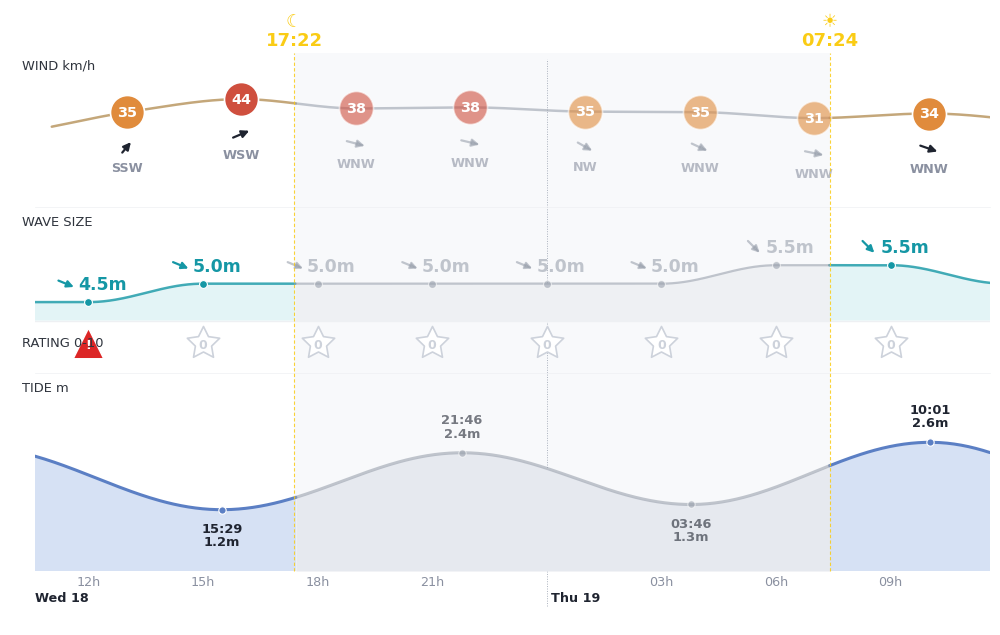 17:22 07:24
WIND km/h
35 44 38 38 35 35 31 34
SSW WSW WNW WNW NW WNW WNW WNW
WAVE SIZE
4.5m 5.0m 5.0m 5.0m 5.0m 5.0m 5.5m 5.5m
RATING 0-10
! 0 0 0 0 0 0 0
TIDE m
10:01
2.6m
21:46
2.4m
15:29
1.2m
03:46
1.3m
12h 15h 18h 21h 03h 06h 09h
Wed 18 Thu 19